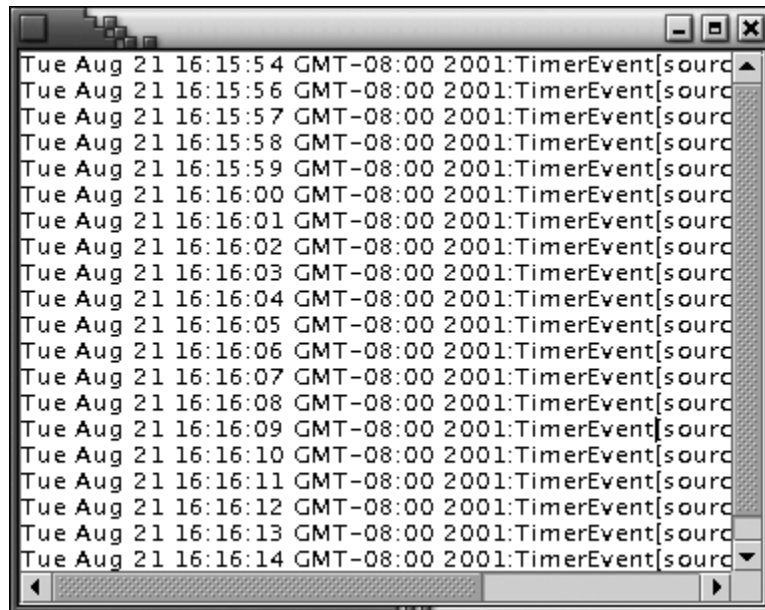 Tue Aug 21 16:15:54 GMT-08:00 2001:TimerEvent[sourc
Tue Aug 21 16:15:56 GMT-08:00 2001:TimerEvent[sourc
Tue Aug 21 16:15:57 GMT-08:00 2001:TimerEvent[sourc
Tue Aug 21 16:15:58 GMT-08:00 2001:TimerEvent[sourc
Tue Aug 21 16:15:59 GMT-08:00 2001:TimerEvent[sourc
Tue Aug 21 16:16:00 GMT-08:00 2001:TimerEvent[sourc
Tue Aug 21 16:16:01 GMT-08:00 2001:TimerEvent[sourc
Tue Aug 21 16:16:02 GMT-08:00 2001:TimerEvent[sourc
Tue Aug 21 16:16:03 GMT-08:00 2001:TimerEvent[sourc
Tue Aug 21 16:16:04 GMT-08:00 2001:TimerEvent[sourc
Tue Aug 21 16:16:05 GMT-08:00 2001:TimerEvent[sourc
Tue Aug 21 16:16:06 GMT-08:00 2001:TimerEvent[sourc
Tue Aug 21 16:16:07 GMT-08:00 2001:TimerEvent[sourc
Tue Aug 21 16:16:08 GMT-08:00 2001:TimerEvent[sourc
Tue Aug 21 16:16:09 GMT-08:00 2001:TimerEvent[sourc
Tue Aug 21 16:16:10 GMT-08:00 2001:TimerEvent[sourc
Tue Aug 21 16:16:11 GMT-08:00 2001:TimerEvent[sourc
Tue Aug 21 16:16:12 GMT-08:00 2001:TimerEvent[sourc
Tue Aug 21 16:16:13 GMT-08:00 2001:TimerEvent[sourc
Tue Aug 21 16:16:14 GMT-08:00 2001:TimerEvent[sourc